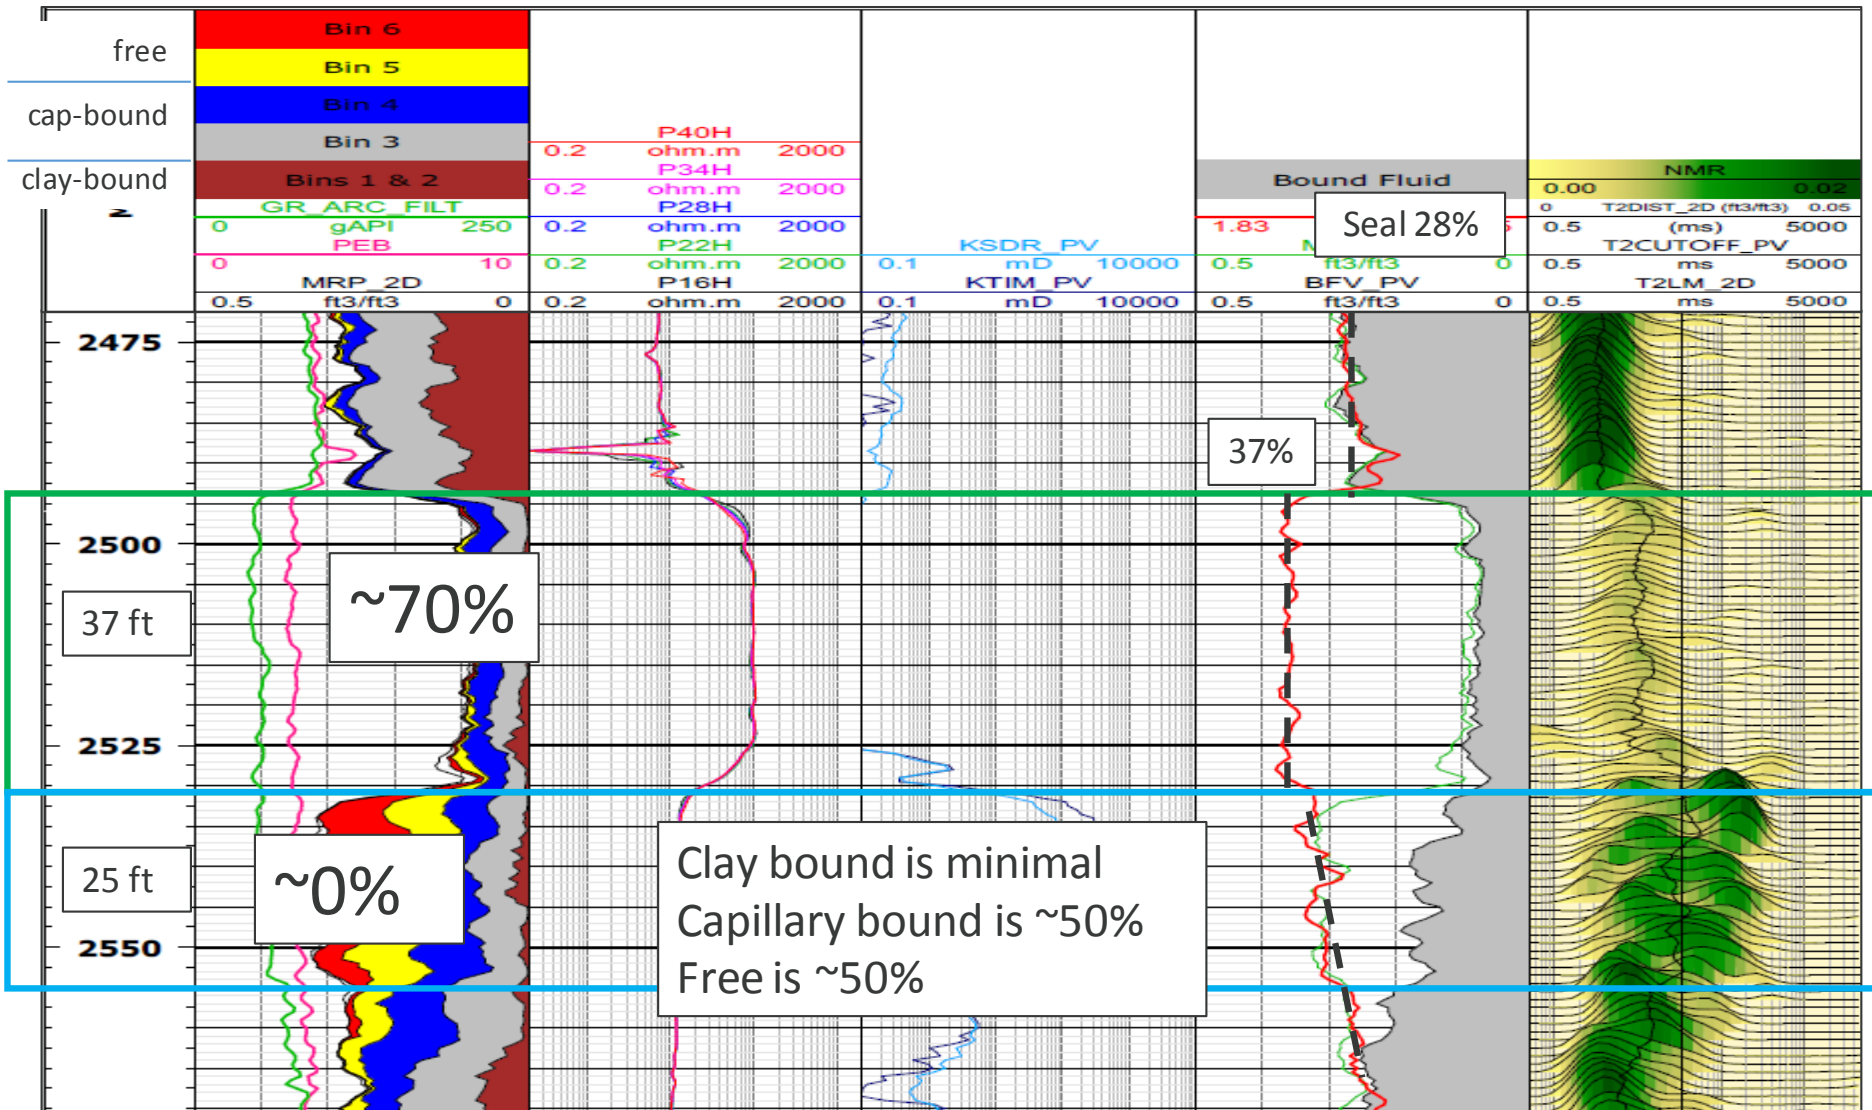 free
cap-bound
clay-bound
Bin 6
Bin 5
Bin 4
Bin 3
Bins 1 & 2
GR_ARC_FILT
0 gAPI 250
PEB
0 10
MRP_2D
0.5 ft3/ft3 0
P40H
0.2 ohm.m 2000
P34H
0.2 ohm.m 2000
P28H
0.2 ohm.m 2000
P22H
0.2 ohm.m 2000
P16H
0.2 ohm.m 2000
KSDR_PV
0.1 mD 10000
KTIM_PV
0.1 mD 10000
Bound Fluid
Seal 28%
1.83
0.5 ft3/ft3 0
BFV_PV
0.5 ft3/ft3 0
NMR
0.00 0.02
0 T2DIST_2D (ft3/ft3) 0.05
0.5 (ms) 5000
T2CUTOFF_PV
0.5 ms 5000
T2LM_2D
0.5 ms 5000
2475
37%
2500
~70%
37 ft
2525
25 ft
~0%
Clay bound is minimal
Capillary bound is ~50%
Free is ~50%
2550